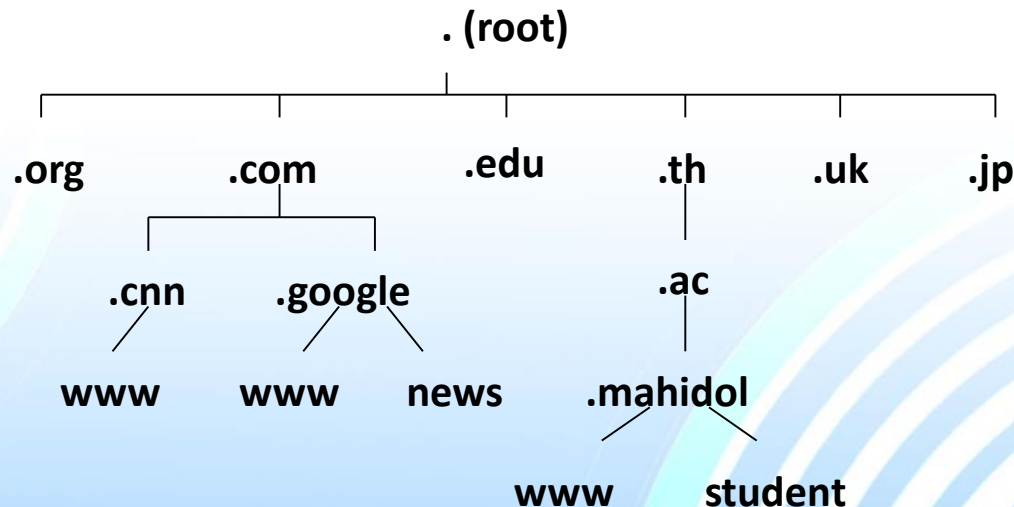 . (root)
.org .com .edu .th .uk .jp
.cnn .google .ac
www www news .mahidol
www student